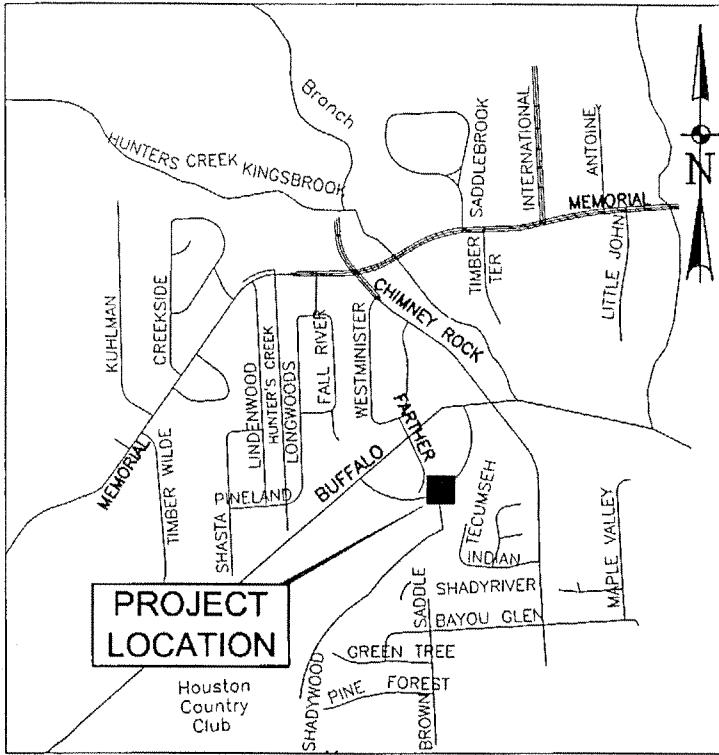 Branch
HUNTERS CREEK KINGSBROOK
SADDLEBROOK
INTERNATIONAL
ANTOINE
N
MEMORIAL
TIMBER
TER
LITTLE JOHN
KUHLMAN
CREEKSIDE
CHIMNEY ROCK
LINDENWOOD
HUNTER'S CREEK
LONGWOODS
FALL RIVER
WESTMINISTER
FARTHER
MEMORIAL
TIMBER WILDE
SHASTA
PINELAND
BUFFALO
TECUMSEH
INDIAN
MAPLE VALLEY
PROJECT
LOCATION
SADDLE
SHADYRIVER
BAYOU GLEN
GREEN TREE
Houston
Country
Club
SHADYWOOD
PINE FOREST
BROWN